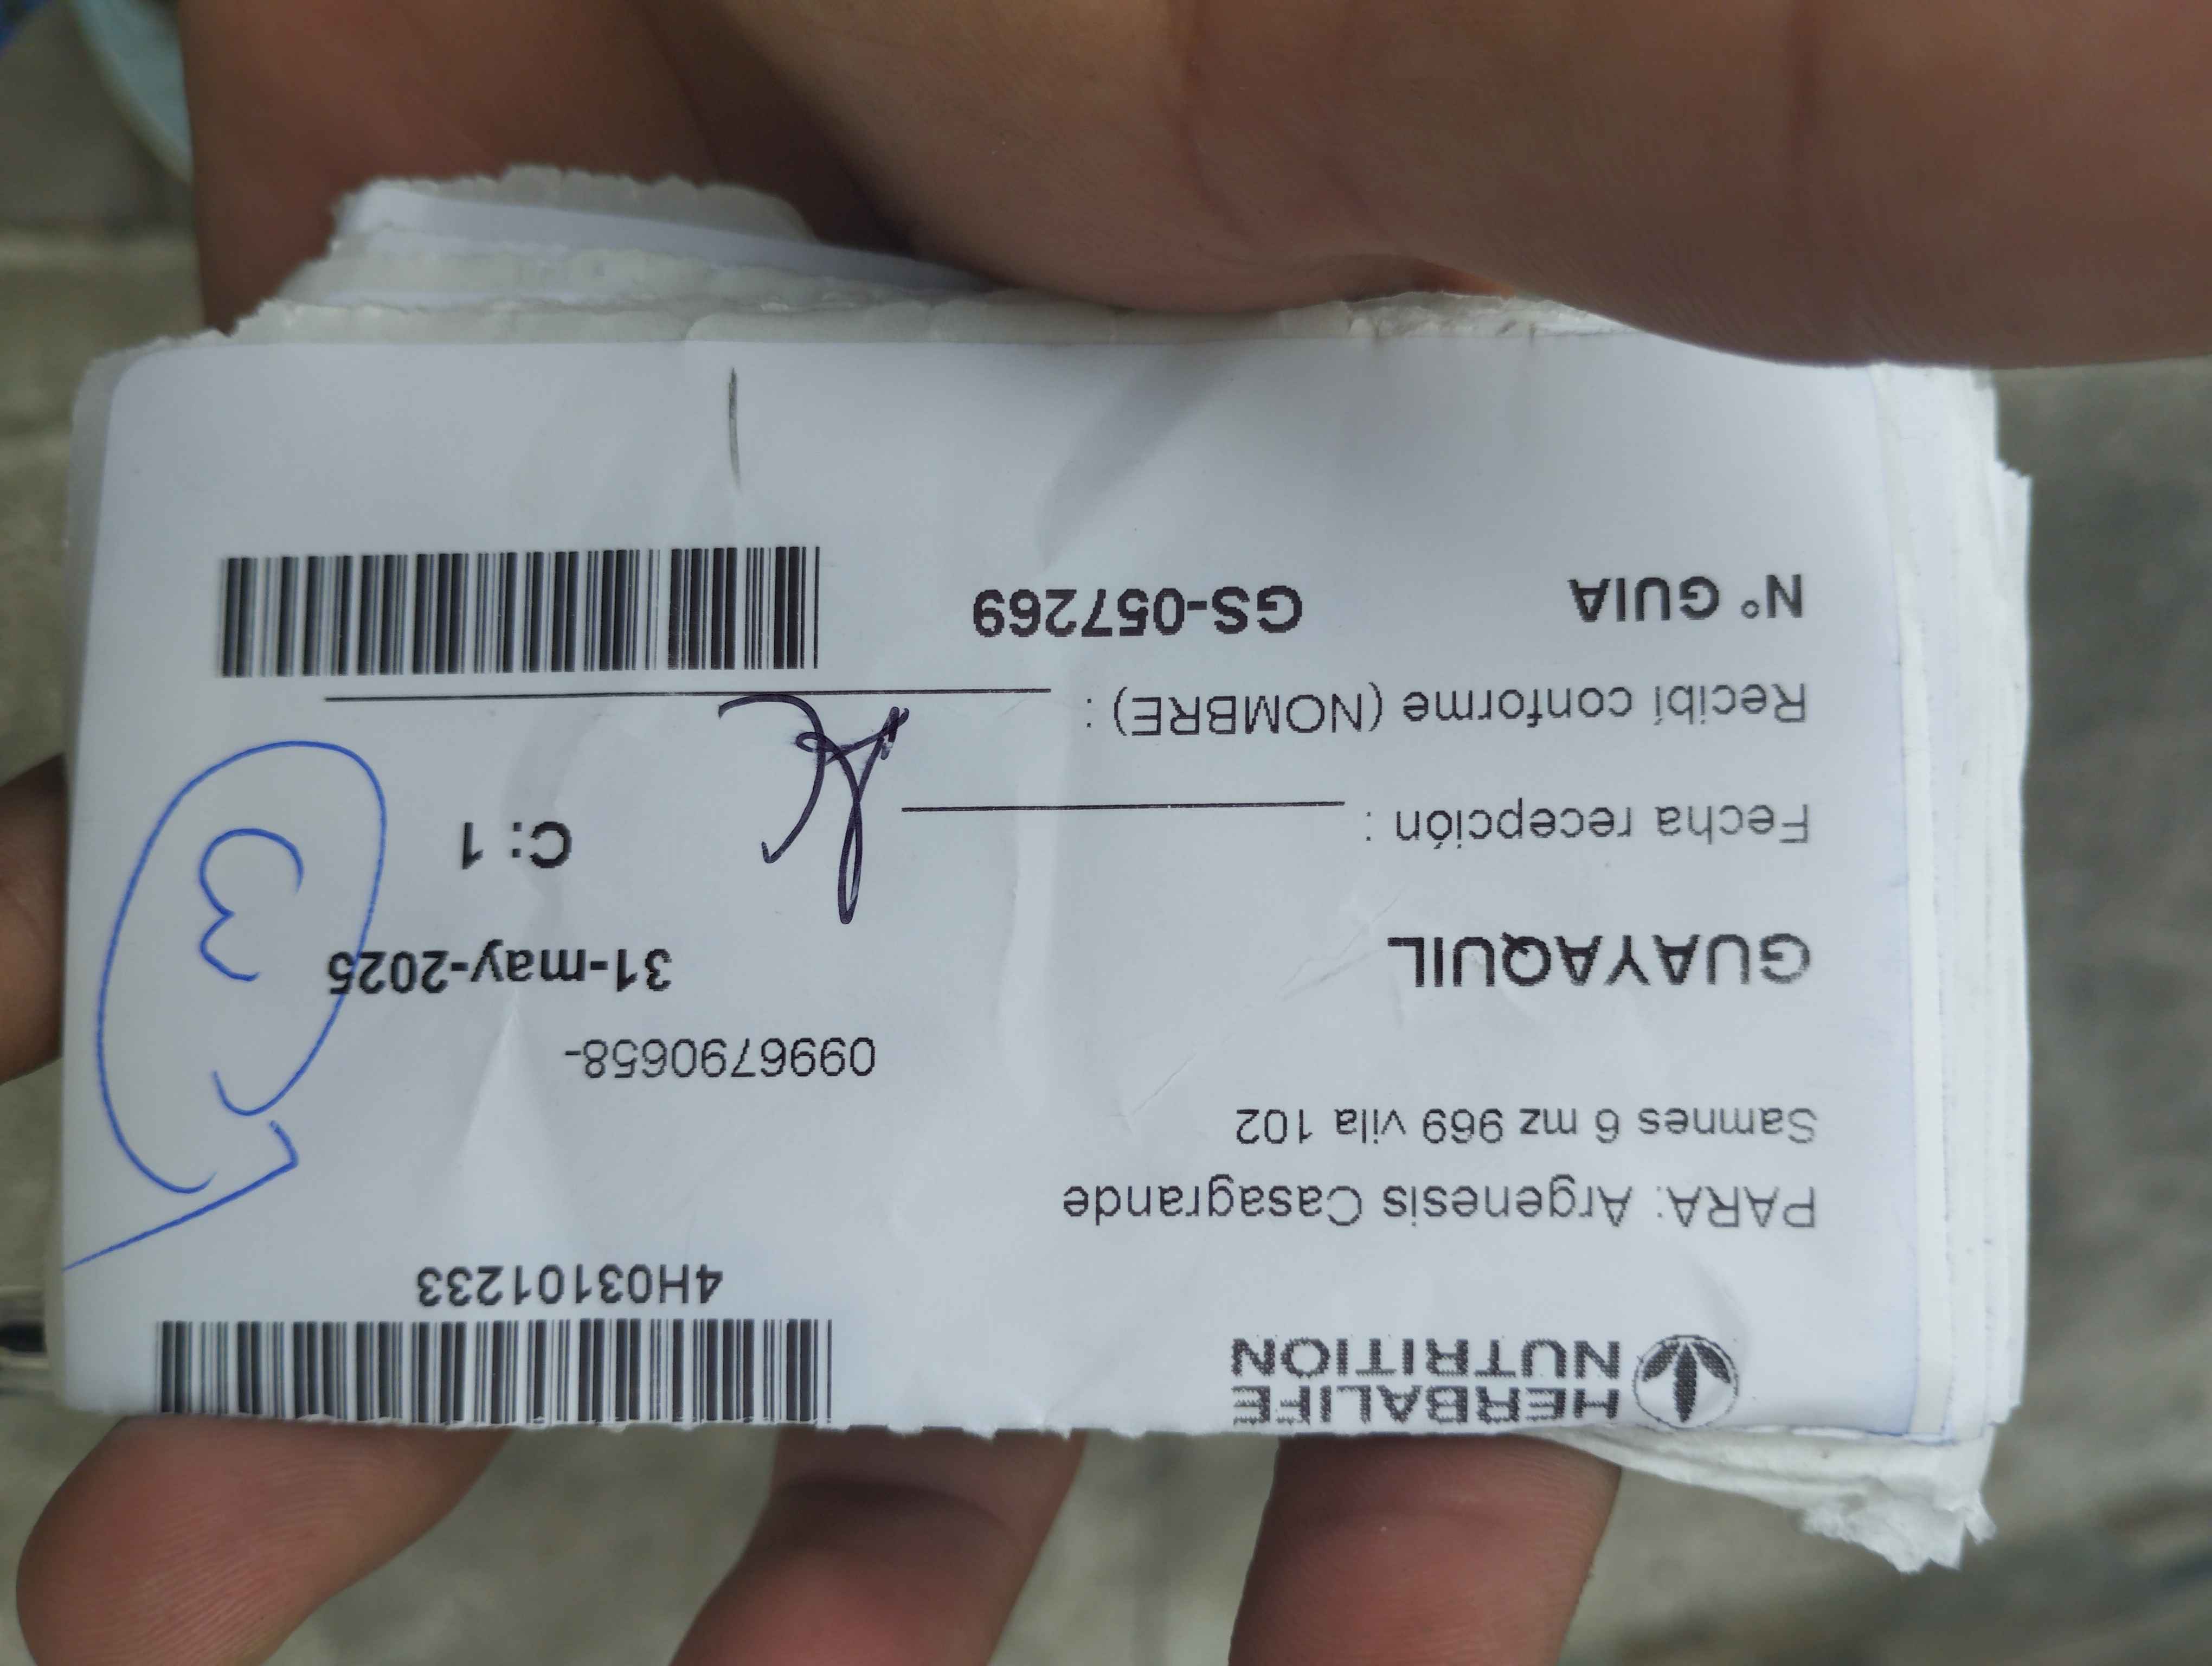 HERBALIFE
NUTRITION
4H03101233
PARA: Argenesis Casagrande
Samnes 6 mz 969 vila 102
0996790658-
GUAYAQUIL
31-may-2025
3
Fecha recepción :
C: 1
Recibí conforme (NOMBRE) :
N° GUIA GS-057269